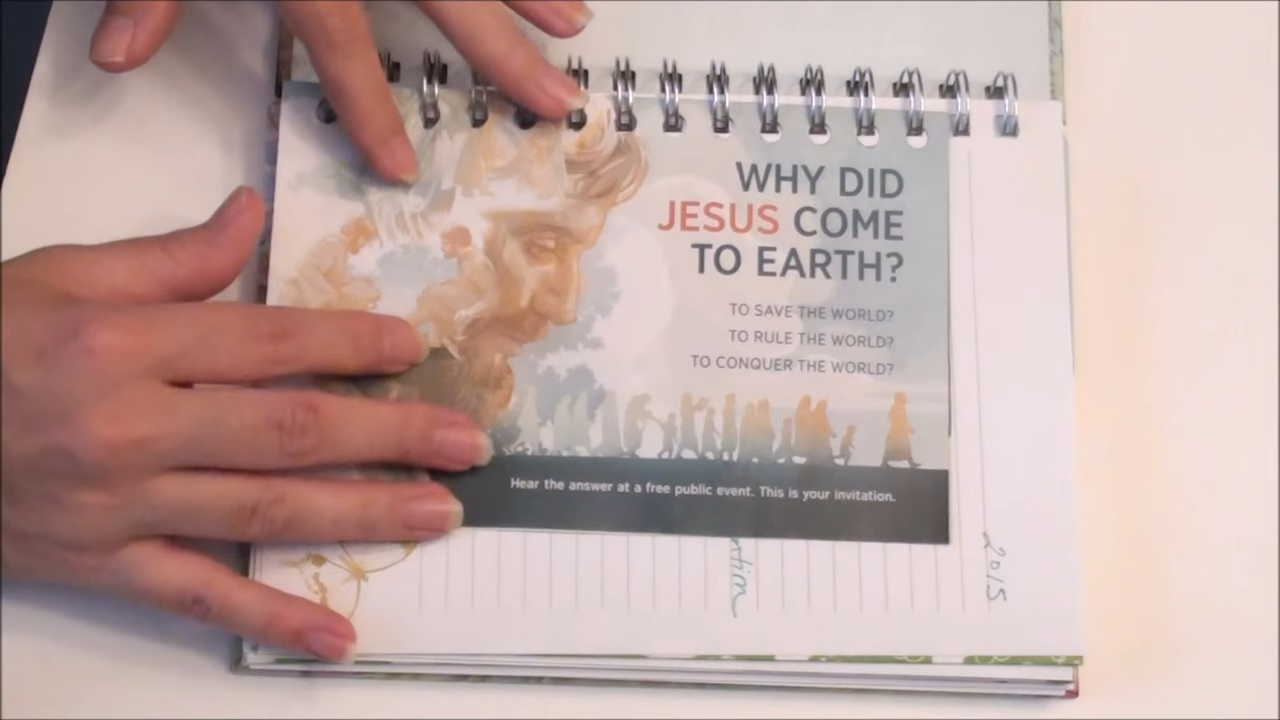 WHY DID
JESUS COME
TO EARTH?
TO SAVE THE WORLD?
TO RULE THE WORLD?
TO CONQUER THE WORLD?
Hear the answer at a free public event. This is your invitation.
ntion
2015